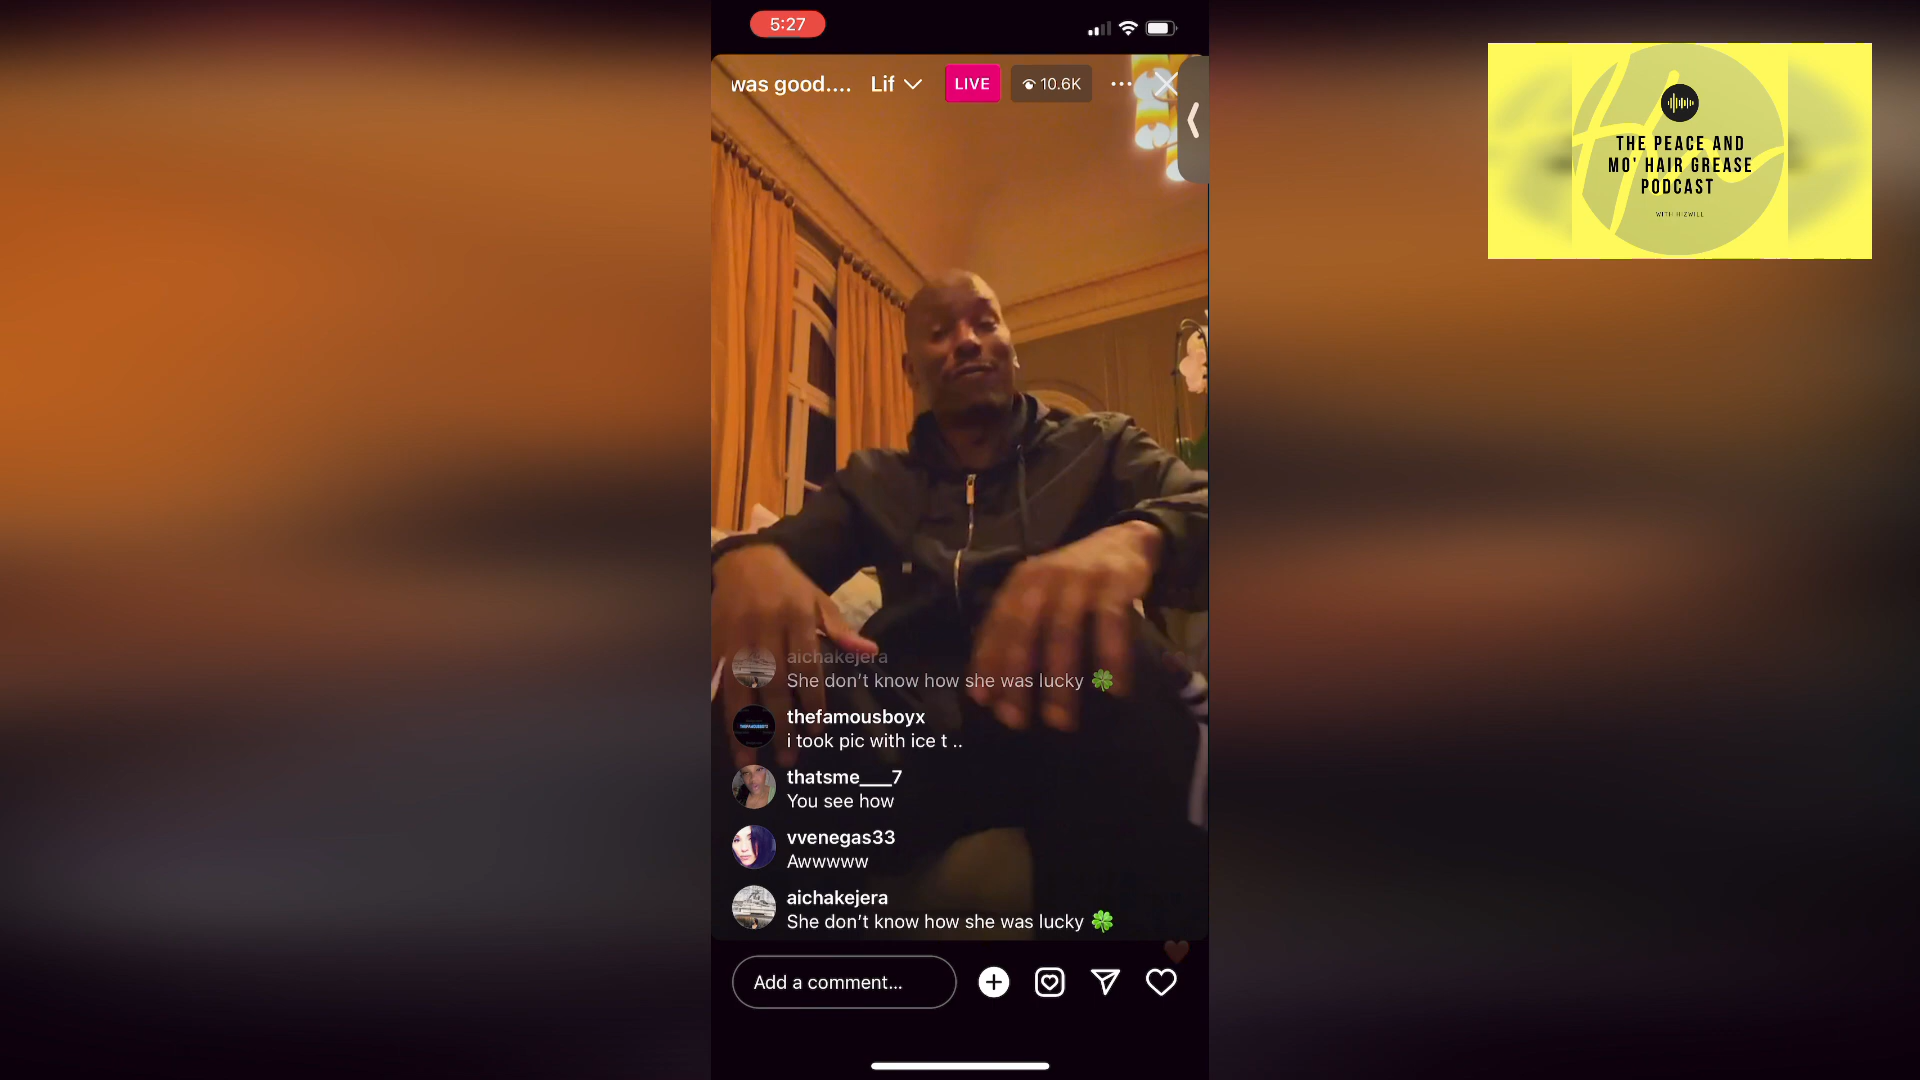 5:27
was good.... Lif
LIVE
10.6K
THE PEACE AND
MO' HAIR GREASE
PODCAST
WITH HIZWILL
aichakejera
She don't know how she was lucky 🍀
thefamousboyx
i took pic with ice t ..
thatsme___7
You see how
vvenegas33
Awwwww
aichakejera
She don't know how she was lucky 🍀
Add a comment...